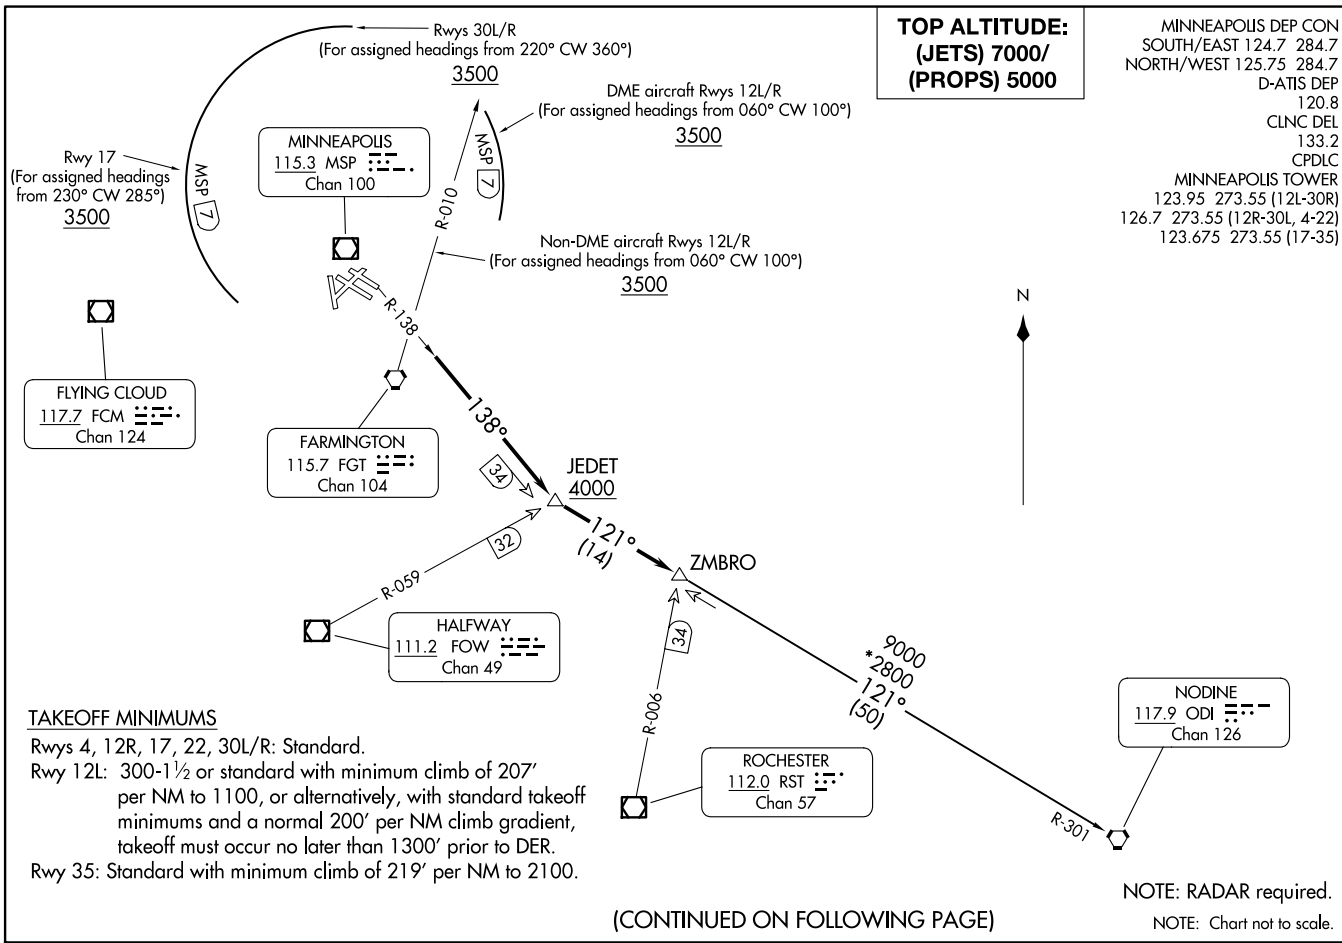 Rwys 30L/R
(For assigned headings from 220° CW 360°)
3500
TOP ALTITUDE:
(JETS) 7000/
(PROPS) 5000
MINNEAPOLIS DEP CON
SOUTH/EAST 124.7 284.7
NORTH/WEST 125.75 284.7
D-ATIS DEP
120.8
CLNC DEL
133.2
CPDLC
MINNEAPOLIS TOWER
123.95 273.55 (12L-30R)
126.7 273.55 (12R-30L, 4-22)
123.675 273.55 (17-35)
DME aircraft Rwys 12L/R
(For assigned headings from 060° CW 100°)
3500
Rwy 17
(For assigned headings
from 230° CW 285°)
3500
MSP 7
MINNEAPOLIS
115.3 MSP
Chan 100
MSP 7
R-010
Non-DME aircraft Rwys 12L/R
(For assigned headings from 060° CW 100°)
3500
N
R-138
FLYING CLOUD
117.7 FCM
Chan 124
FARMINGTON
115.7 FGT
Chan 104
138°
34
JEDET
4000
121°
(14)
32
R-059
ZMBRO
HALFWAY
111.2 FOW
Chan 49
34
R-006
9000
*2800
121°
(50)
NODINE
117.9 ODI
Chan 126
ROCHESTER
112.0 RST
Chan 57
R-301
TAKEOFF MINIMUMS
Rwys 4, 12R, 17, 22, 30L/R: Standard.
Rwy 12L: 300-1½ or standard with minimum climb of 207'
per NM to 1100, or alternatively, with standard takeoff
minimums and a normal 200' per NM climb gradient,
takeoff must occur no later than 1300' prior to DER.
Rwy 35: Standard with minimum climb of 219' per NM to 2100.
(CONTINUED ON FOLLOWING PAGE)
NOTE: RADAR required.
NOTE: Chart not to scale.